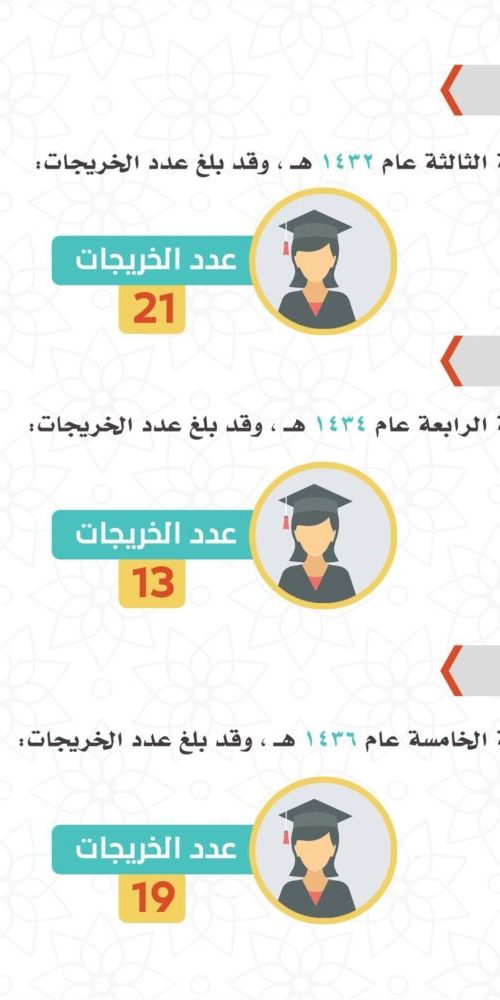 الثالثة عام ١٤٣٢ هـ ، وقد بلغ عدد الخريجات:
عدد الخريجات
21
الرابعة عام ١٤٣٤ هـ ، وقد بلغ عدد الخريجات:
عدد الخريجات
13
الخامسة عام ١٤٣٦ هـ ، وقد بلغ عدد الخريجات:
عدد الخريجات
19